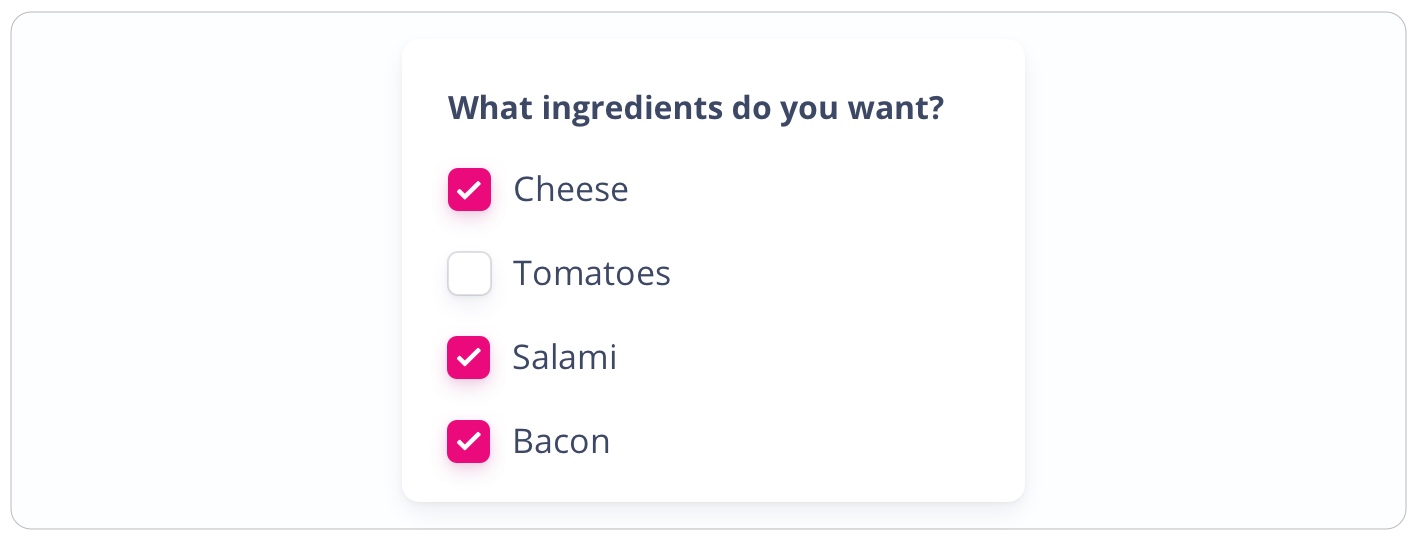 What ingredients do you want?
Cheese
Tomatoes
Salami
Bacon